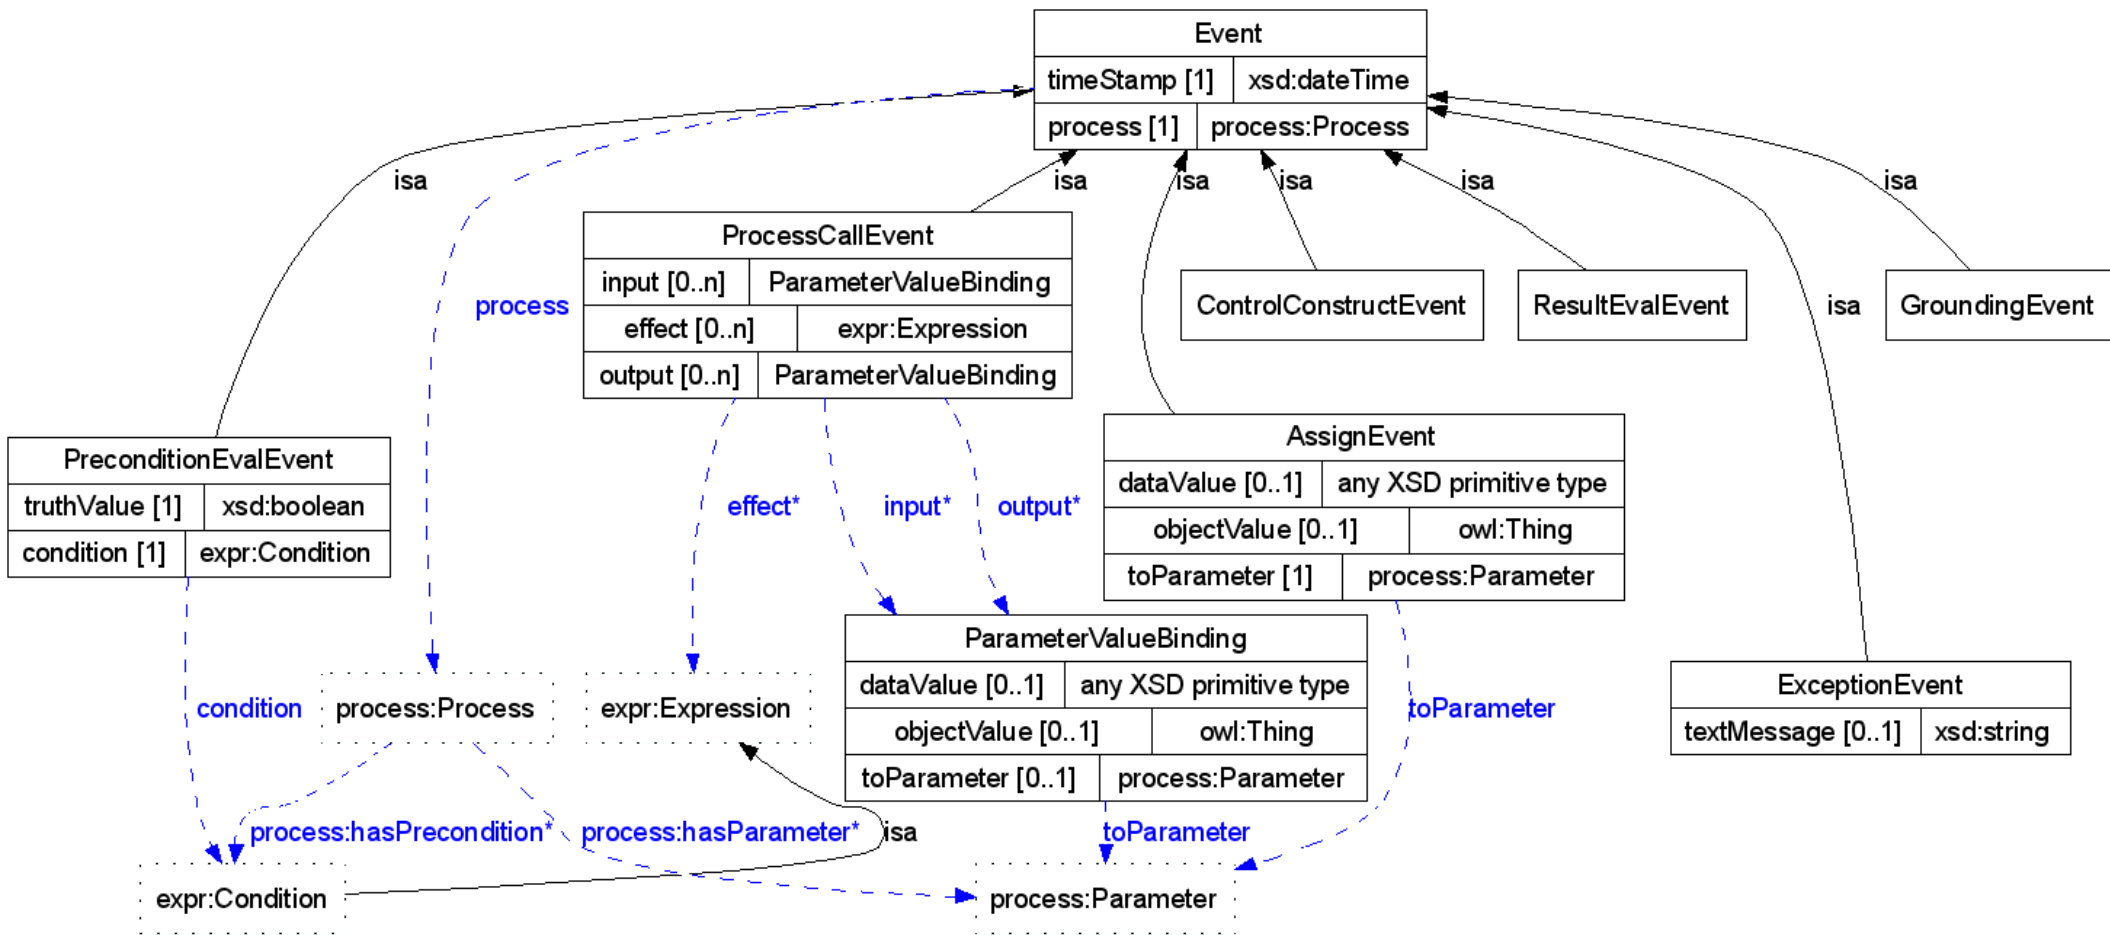 Event
timeStamp [1] xsd:dateTime
process [1] process:Process
isa isa isa isa isa isa
ProcessCallEvent
input [0..n] ParameterValueBinding
effect [0..n] expr:Expression
output [0..n] ParameterValueBinding
process
ControlConstructEvent
ResultEvalEvent
GroundingEvent
isa
PreconditionEvalEvent
truthValue [1] xsd:boolean
condition [1] expr:Condition
effect*
input*
output*
AssignEvent
dataValue [0..1] any XSD primitive type
objectValue [0..1] owl:Thing
toParameter [1] process:Parameter
condition
process:Process
expr:Expression
ParameterValueBinding
dataValue [0..1] any XSD primitive type
objectValue [0..1] owl:Thing
toParameter [0..1] process:Parameter
toParameter
ExceptionEvent
textMessage [0..1] xsd:string
process:hasPrecondition*
process:hasParameter*
isa
toParameter
expr:Condition
process:Parameter